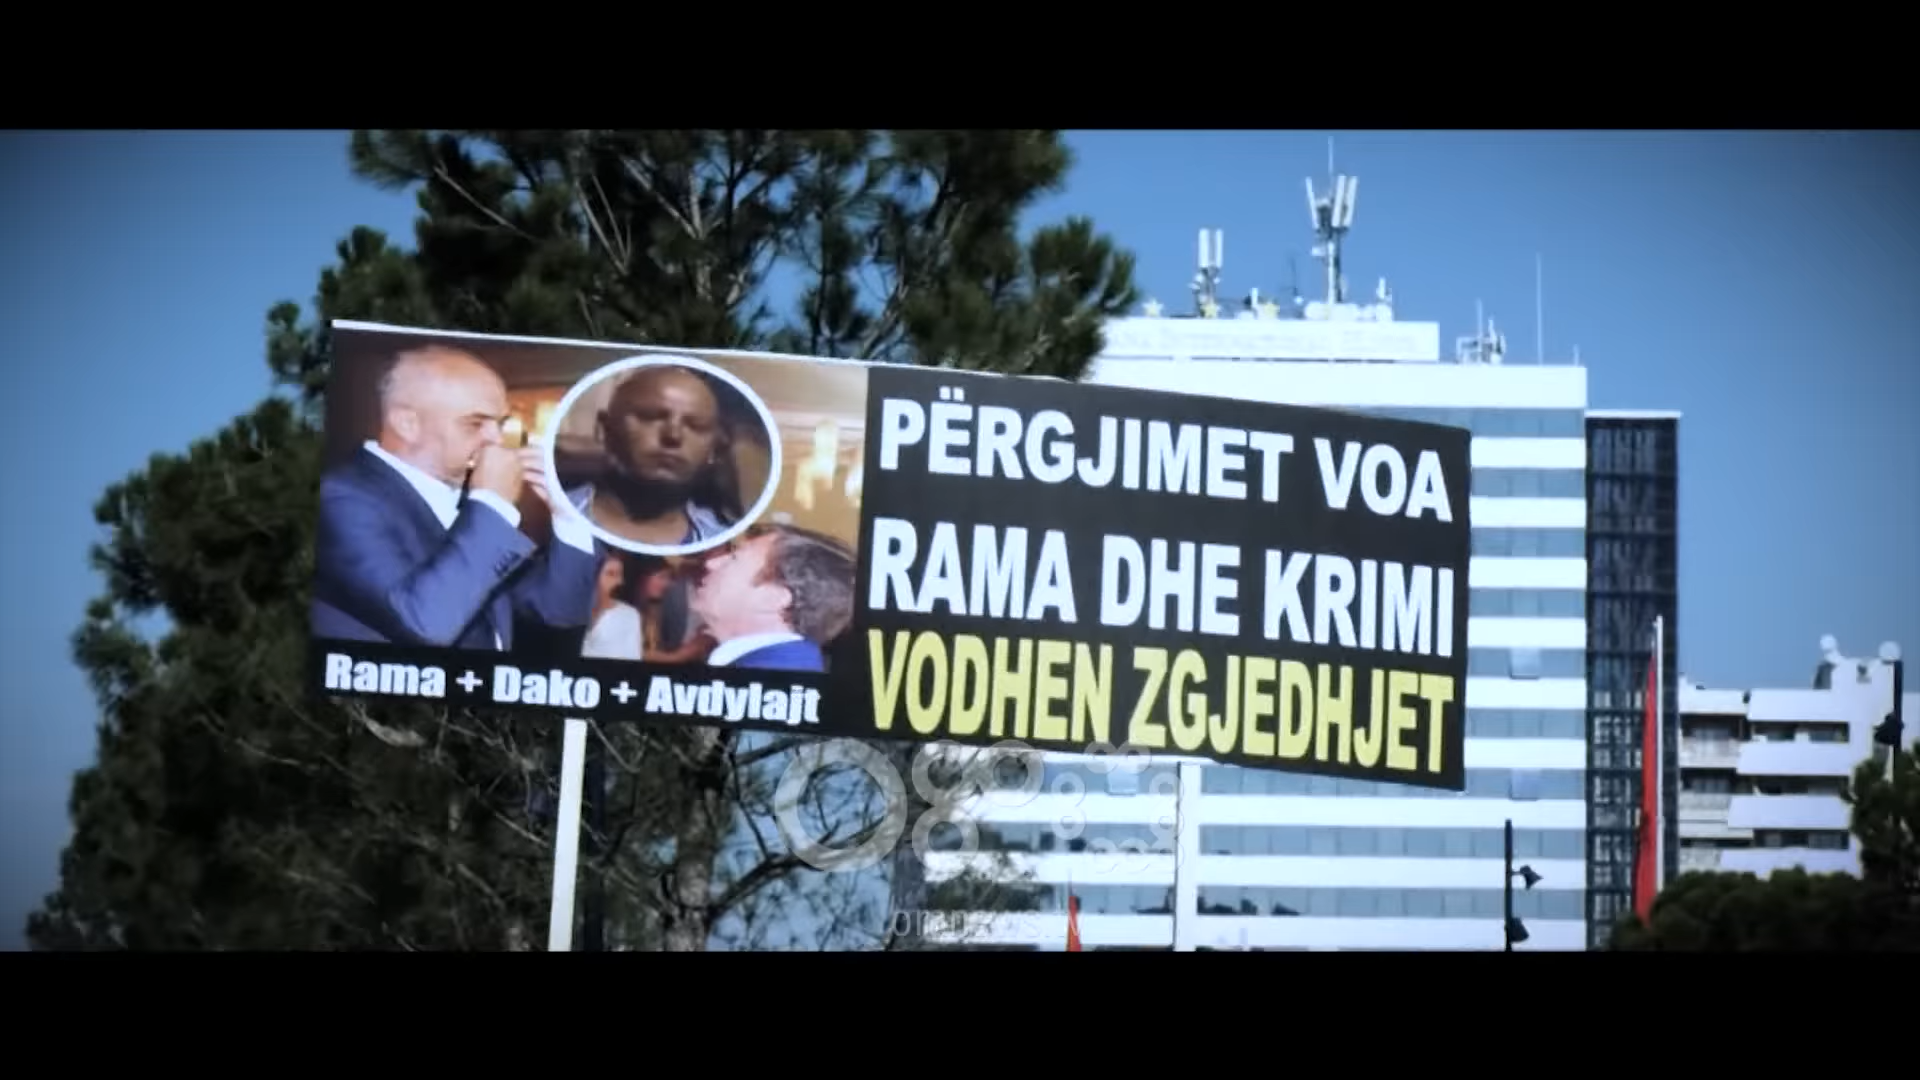 PËRGJIMET VOA
RAMA DHE KRIMI
VODHEN ZGJEDHJET
Rama + Dako + Avdylajt